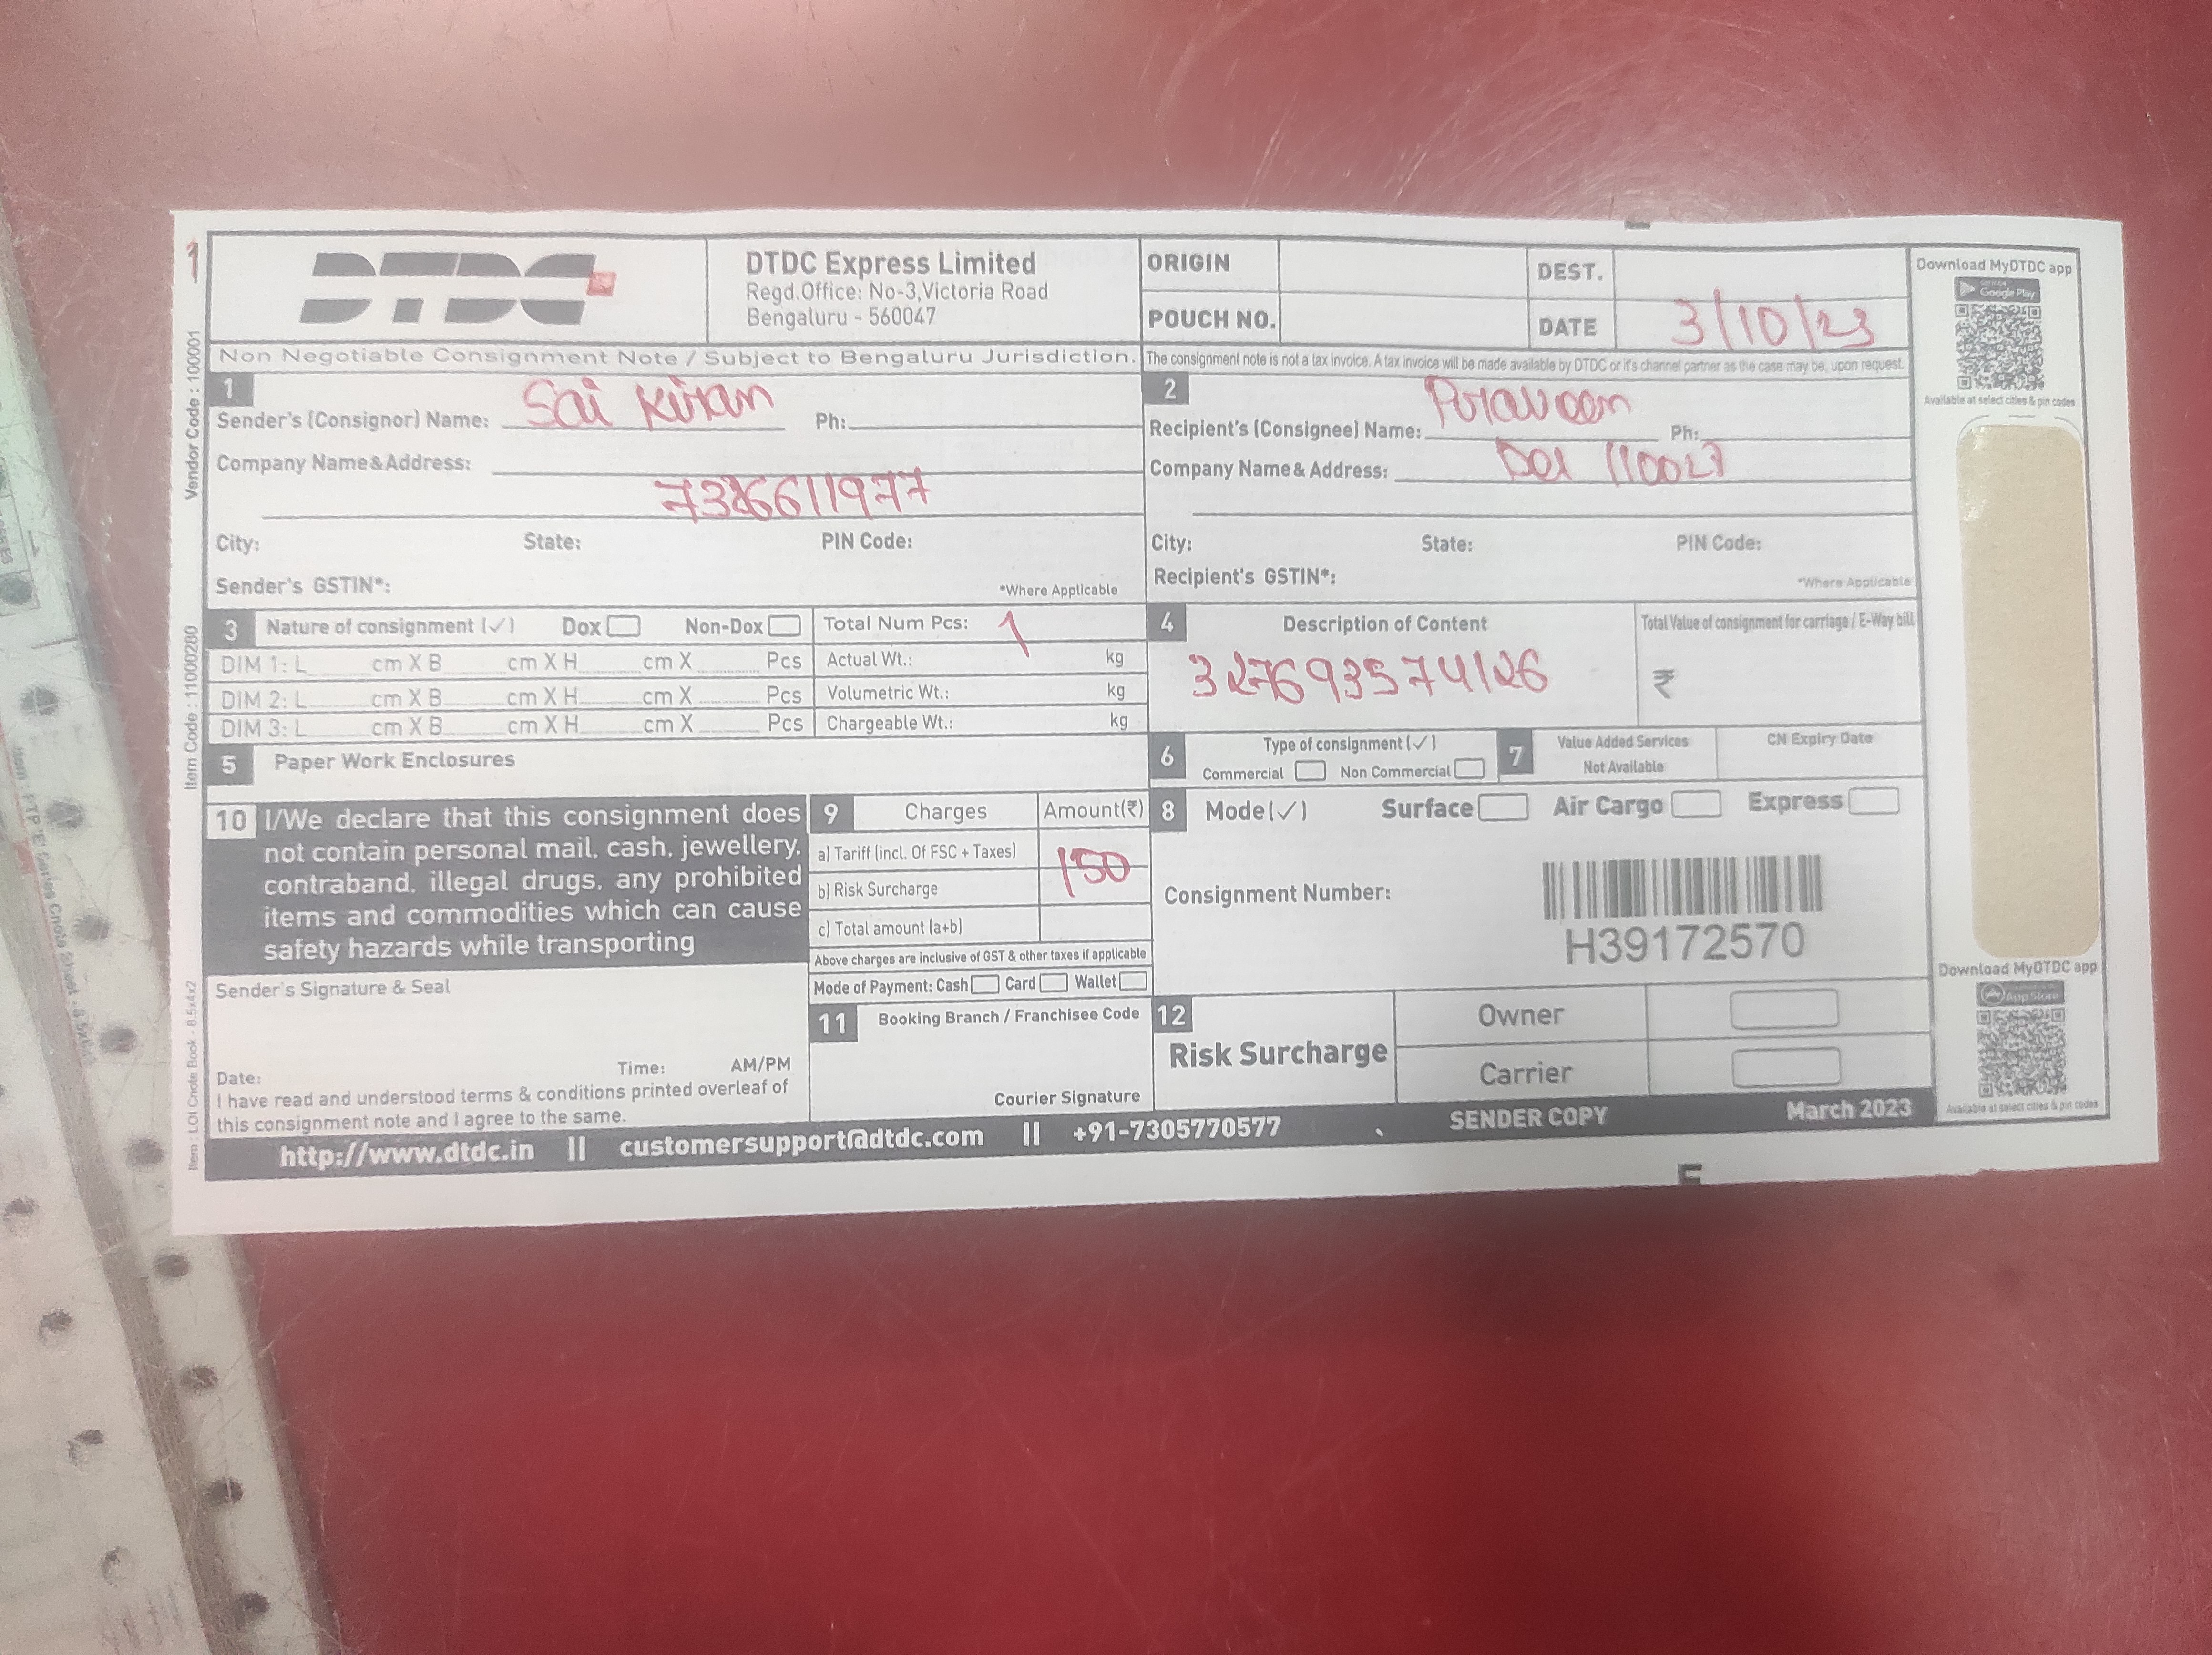 Item : PTP 'E' Series Cnote Sheet - 8.5x6x
Item : LOI Cnote Book - 8.5x4x2
Item Code : 11000280
Vendor Code : 100001
1
DTDC
DTDC Express Limited
Regd.Office: No-3,Victoria Road
Bengaluru - 560047
ORIGIN
DEST.
POUCH NO.
DATE 3/10/23
Non Negotiable Consignment Note / Subject to Bengaluru Jurisdiction.
The consignment note is not a tax invoice. A tax invoice will be made available by DTDC or it's channel partner as the case may be, upon request.
1
Sender's (Consignor) Name: Sai Kiran Ph:
Company Name&Address:
7386611977
City: State: PIN Code:
Sender's GSTIN*: *Where Applicable
2
Recipient's (Consignee) Name: Praveen Ph:
Company Name & Address: Del 110023
City: State: PIN Code:
Recipient's GSTIN*: *Where Applicable
3 Nature of consignment (✓) Dox Non-Dox Total Num Pcs: 1
DIM 1: L cm X B cm X H cm X Pcs Actual Wt.: kg
DIM 2: L cm X B cm X H cm X Pcs Volumetric Wt.: kg
DIM 3: L cm X B cm X H cm X Pcs Chargeable Wt.: kg
4 Description of Content
Total Value of consignment for carriage / E-Way bill
₹
5 Paper Work Enclosures
6 Type of consignment (✓)
Commercial Non Commercial
7 Value Added Services
Not Available
CN Expiry Date
10 I/We declare that this consignment does
not contain personal mail, cash, jewellery,
contraband, illegal drugs, any prohibited
items and commodities which can cause
safety hazards while transporting
9 Charges Amount(₹)
a) Tariff (incl. Of FSC + Taxes) 150
b) Risk Surcharge
c) Total amount (a+b)
Above charges are inclusive of GST & other taxes if applicable
Mode of Payment: Cash Card Wallet
8 Mode (✓) Surface Air Cargo Express
Consignment Number:
H39172570
Sender's Signature & Seal
Date: Time: AM/PM
I have read and understood terms & conditions printed overleaf of
this consignment note and I agree to the same.
11 Booking Branch / Franchisee Code
Courier Signature
12
Risk Surcharge
Owner
Carrier
http://www.dtdc.in || customersupport@dtdc.com || +91-7305770577
SENDER COPY
March 2023
Download MyDTDC app
Google Play
Available at select cities & pin codes
Download MyDTDC app
App Store
Available at select cities & pin codes